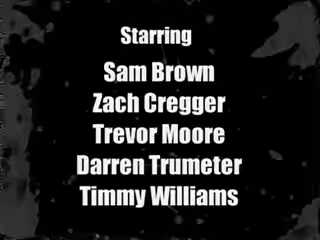 Starring
Sam Brown
Zach Cregger
Trevor Moore
Darren Trumeter
Timmy Williams